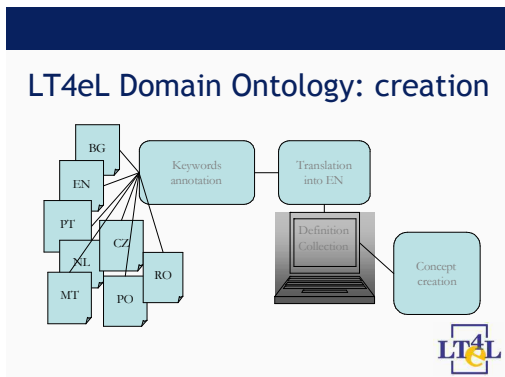 LT4eL Domain Ontology: creation
BG
EN
PT
NL
MT
CZ
PO
RO
Keywords
annotation
Translation
into EN
Definition
Collection
Concept
creation
LT4eL